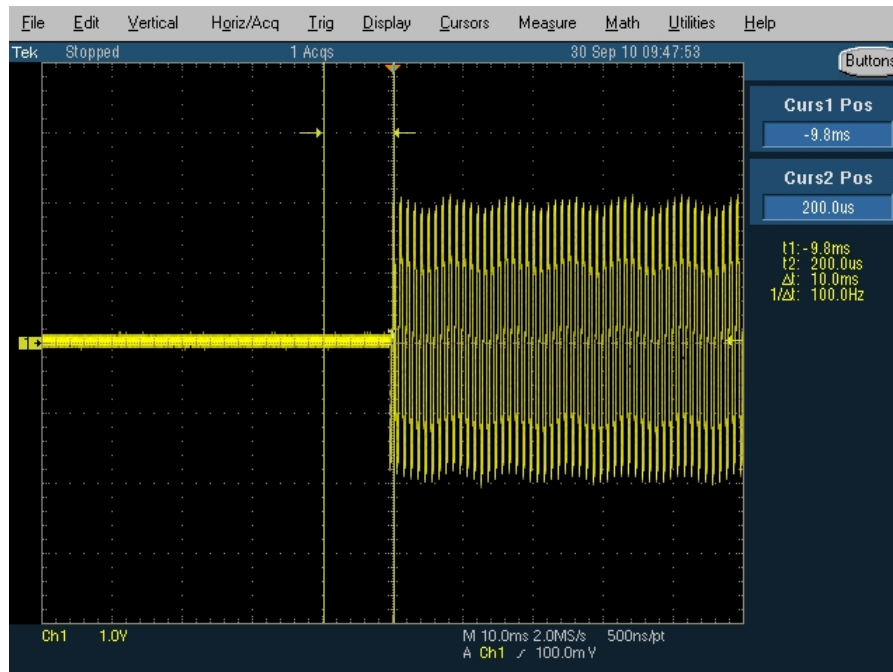 File Edit Vertical Horiz/Acq Trig Display Cursors Measure Math Utilities Help
Tek Stopped 1 Acqs 30 Sep 10 09:47:53
Buttons
Curs1 Pos
-9.8ms
Curs2 Pos
200.0us
t1: -9.8ms
t2: 200.0us
Δt: 10.0ms
1/Δt: 100.0Hz
1
Ch1 1.0V M 10.0ms 2.0MS/s 500ns/pt
A Ch1 100.0mV